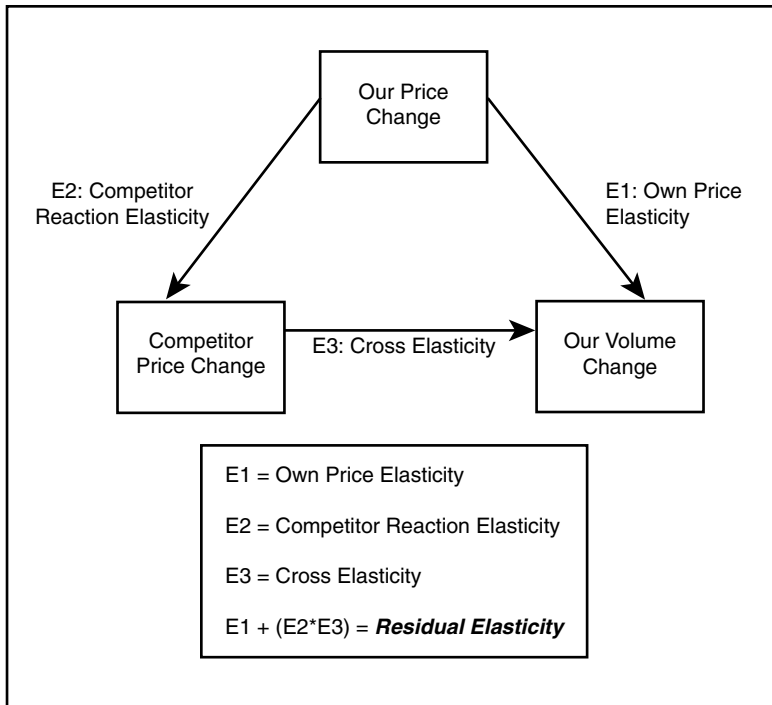 Our Price
Change
E2: Competitor
Reaction Elasticity
E1: Own Price
Elasticity
Competitor
Price Change
E3: Cross Elasticity
Our Volume
Change
E1 = Own Price Elasticity
E2 = Competitor Reaction Elasticity
E3 = Cross Elasticity
E1 + (E2*E3) = Residual Elasticity